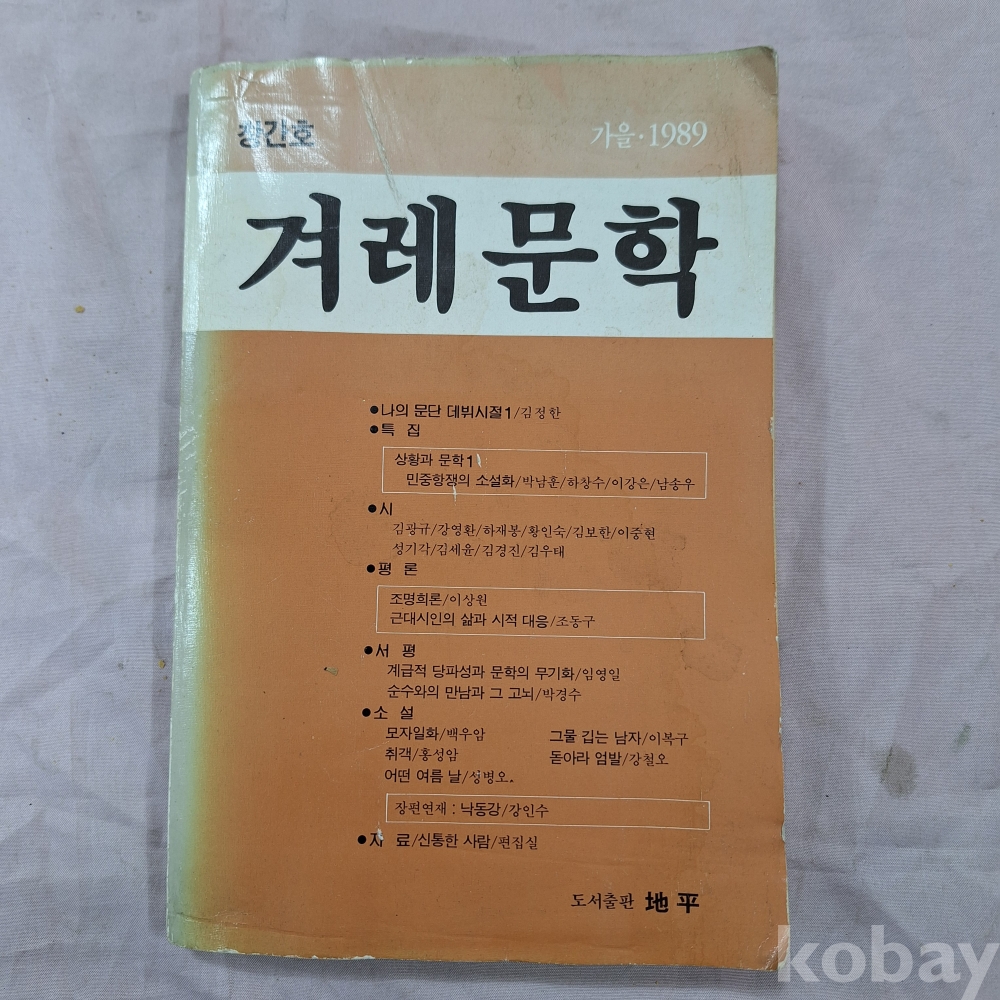 창간호
가을·1989
겨레문학
●나의 문단 데뷔시절1/김정한
●특 집
상황과 문학1
민중항쟁의 소설화/박남훈/하창수/이강은/남송우
●시
김광규/강영환/하재봉/황인숙/김보한/이중현
성기각/김세윤/김경진/김우태
●평 론
조명희론/이상원
근대시인의 삶과 시적 대응/조동구
●서 평
계급적 당파성과 문학의 무기화/임영일
순수와의 만남과 그 고뇌/박경수
●소 설
모자일화/백우암 그물 깁는 남자/이복구
취객/홍성암 돋아라 엄발/강철오
어떤 여름 날/성병오
장편연재 : 낙동강/강인수
●자 료/신통한 사람/편집실
도서출판 地平
kobay